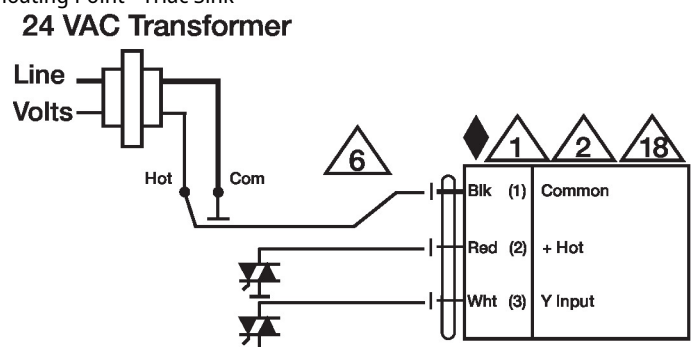 Floating Point - Triac Sink
24 VAC Transformer
Line
Volts
Hot
Com
6
1
2
18
Blk (1) Common
Red (2) + Hot
Wht (3) Y Input